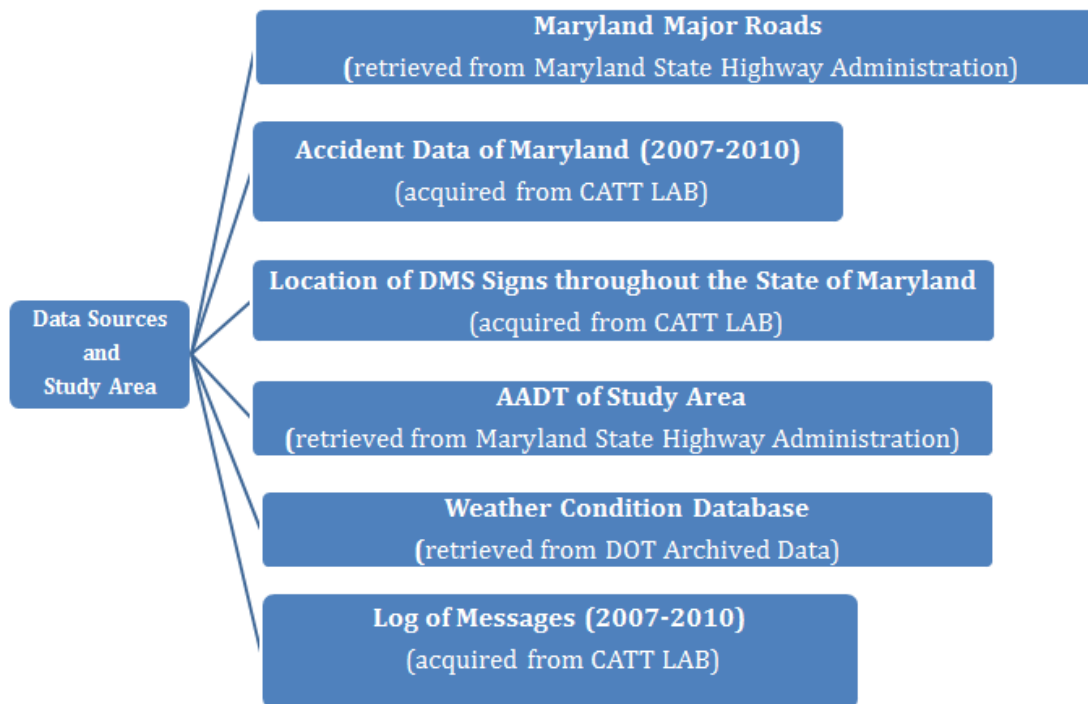 Maryland Major Roads
(retrieved from Maryland State Highway Administration)
Accident Data of Maryland (2007-2010)
(acquired from CATT LAB)
Location of DMS Signs throughout the State of Maryland
(acquired from CATT LAB)
Data Sources
and
Study Area
AADT of Study Area
(retrieved from Maryland State Highway Administration)
Weather Condition Database
(retrieved from DOT Archived Data)
Log of Messages (2007-2010)
(acquired from CATT LAB)